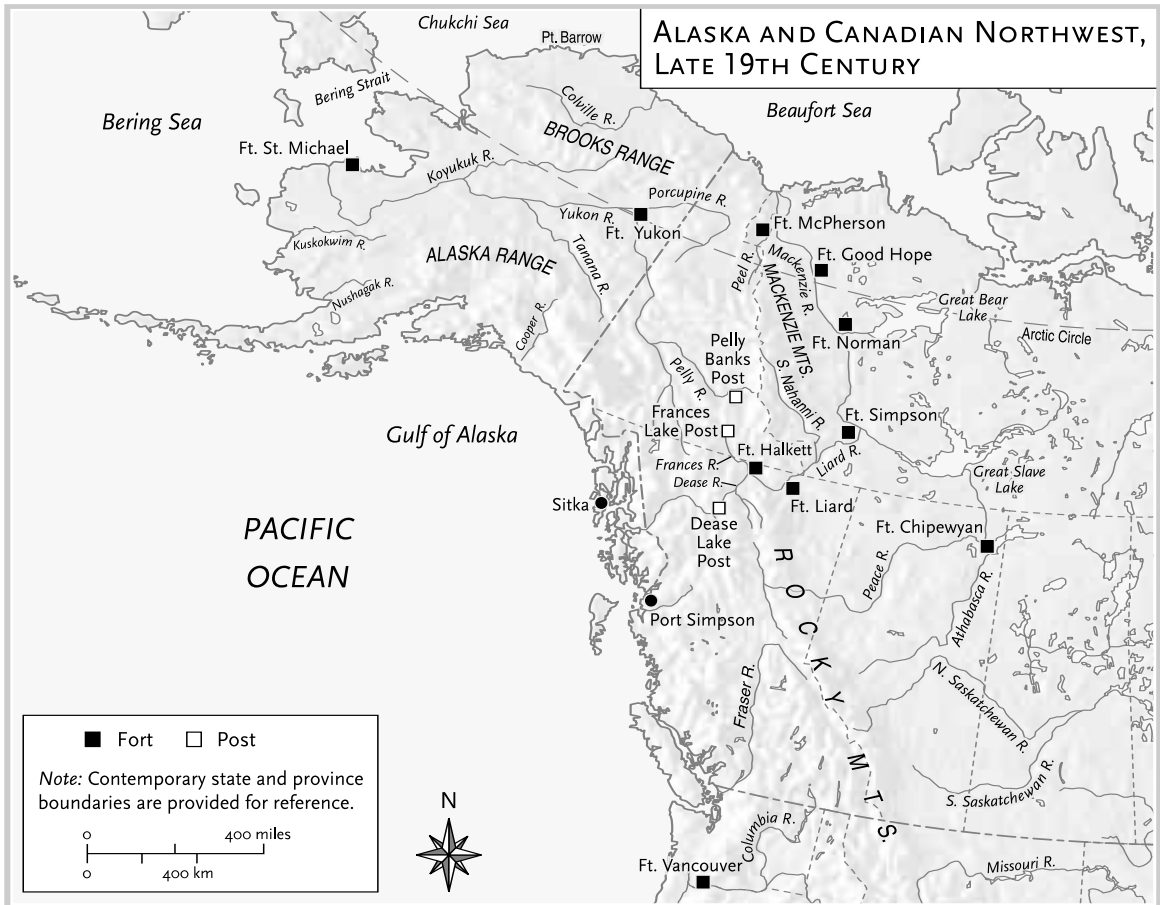 ALASKA AND CANADIAN NORTHWEST,
LATE 19TH CENTURY
Chukchi Sea
Pt. Barrow
Bering Strait
Beaufort Sea
Bering Sea
Colville R.
BROOKS RANGE
Ft. St. Michael
Koyukuk R.
Porcupine R.
Yukon R.
Ft. Yukon
Ft. McPherson
Kuskokwim R.
Tanana R.
ALASKA RANGE
Peel R.
Mackenzie R.
Ft. Good Hope
MACKENZIE MTS.
Nushagak R.
Cooper R.
Great Bear
Lake
Ft. Norman
Arctic Circle
Pelly
Banks
Post
Pelly R.
S. Nahanni R.
Frances
Lake Post
Ft. Simpson
Gulf of Alaska
Ft. Halkett
Liard R.
Frances R.
Dease R.
Great Slave
Lake
Sitka
Ft. Liard
Dease
Lake
Post
Ft. Chipewyan
PACIFIC
OCEAN
ROCKY MTS.
Peace R.
Athabasca R.
Port Simpson
Fraser R.
N. Saskatchewan R.
S. Saskatchewan R.
Fort
Post
Note: Contemporary state and province
boundaries are provided for reference.
0 400 miles
0 400 km
N
Columbia R.
Ft. Vancouver
Missouri R.